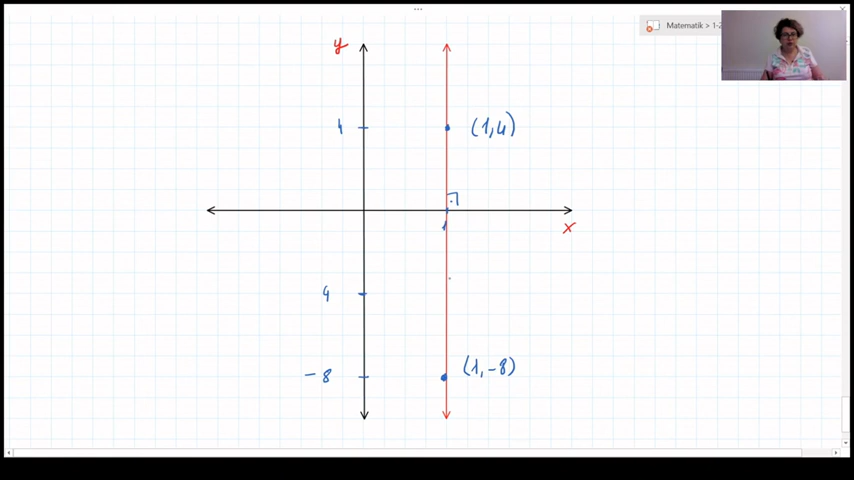 Matematik > 1-2
y
4
(1,4)
1
x
4
-8
(1,-8)